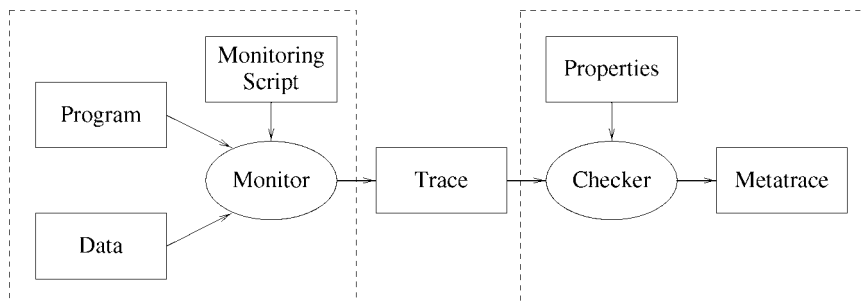 Monitoring
Script
Properties
Program
Monitor
Trace
Checker
Metatrace
Data